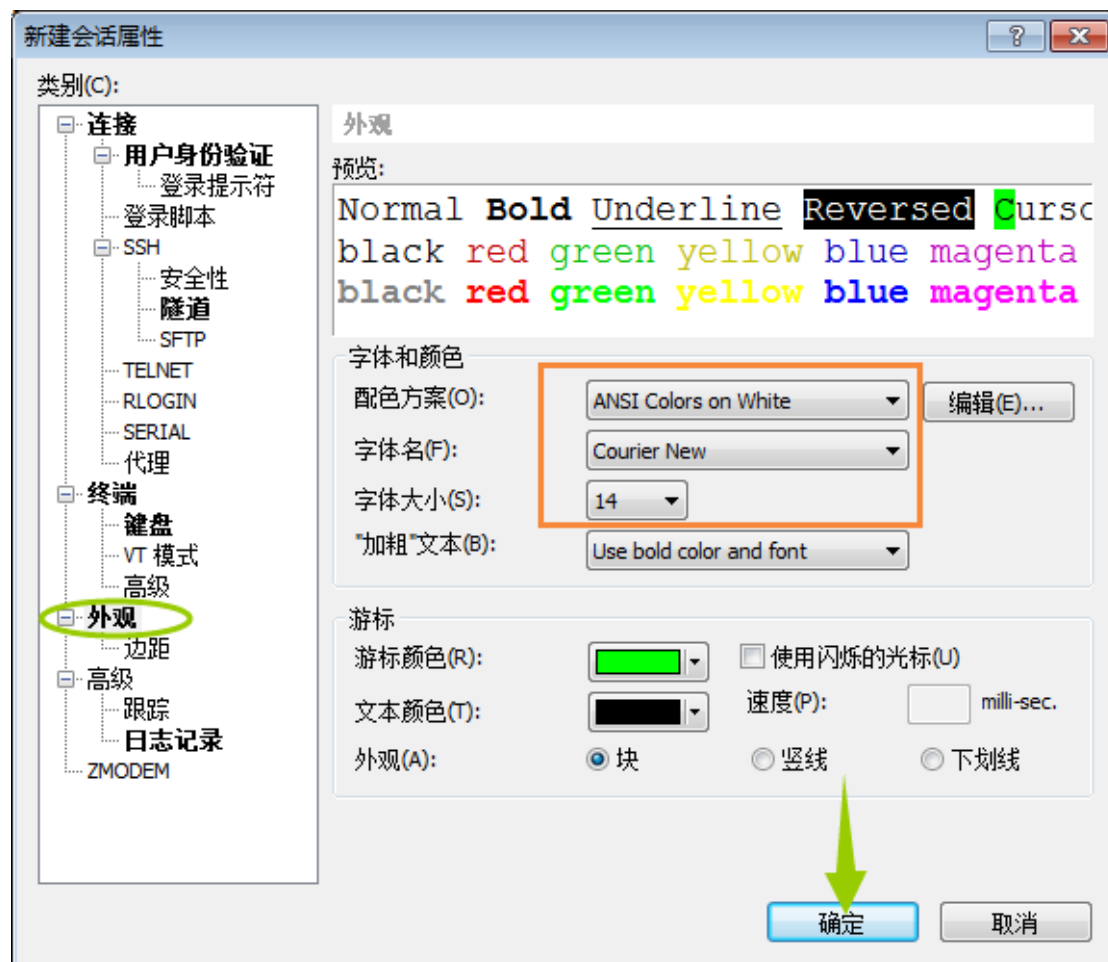 新建会话属性
类别(C):
连接
用户身份验证
登录提示符
登录脚本
SSH
安全性
隧道
SFTP
TELNET
RLOGIN
SERIAL
代理
终端
键盘
VT 模式
高级
外观
边距
高级
跟踪
日志记录
ZMODEM
外观
预览:
Normal Bold Underline Reversed Curso
black red green yellow blue magenta
black red green yellow blue magenta
字体和颜色
配色方案(O): ANSI Colors on White 编辑(E)...
字体名(F): Courier New
字体大小(S): 14
"加粗"文本(B): Use bold color and font
游标
游标颜色(R): 使用闪烁的光标(U)
文本颜色(T): 速度(P): milli-sec.
外观(A): 块 竖线 下划线
确定 取消